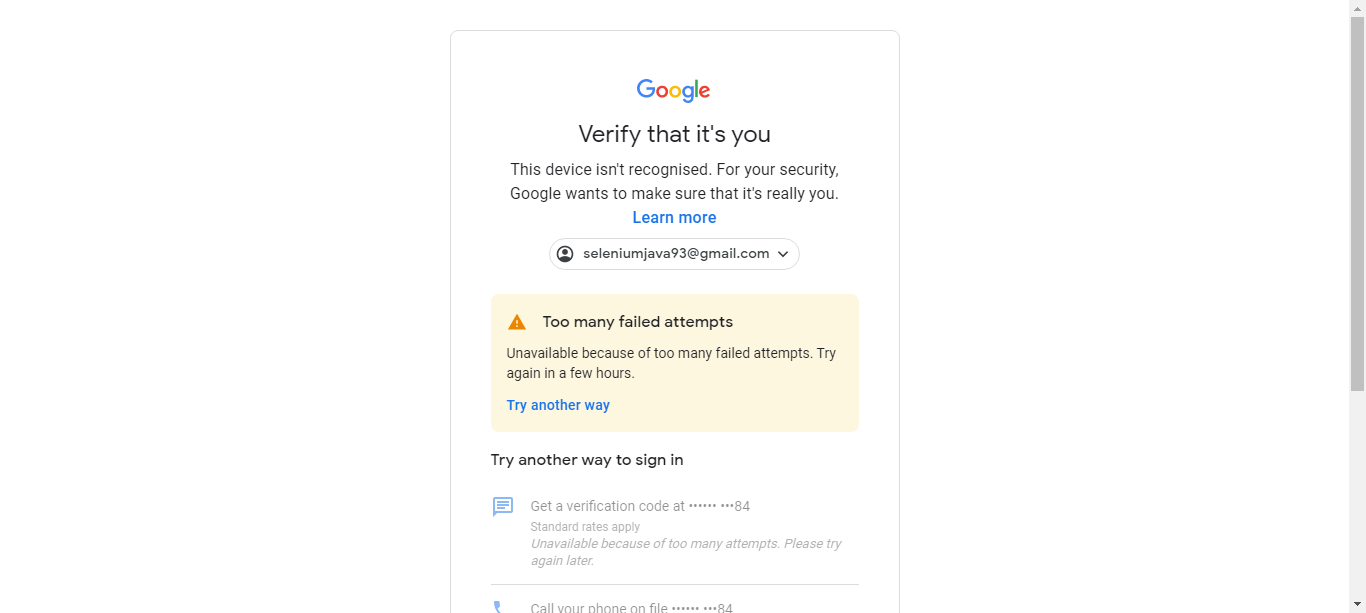 Google
Verify that it's you
This device isn't recognised. For your security,
Google wants to make sure that it's really you.
Learn more
seleniumjava93@gmail.com
Too many failed attempts
Unavailable because of too many failed attempts. Try
again in a few hours.
Try another way
Try another way to sign in
Get a verification code at •••••• •••84
Standard rates apply
Unavailable because of too many attempts. Please try
again later.
Call your phone on file •••••• •••84